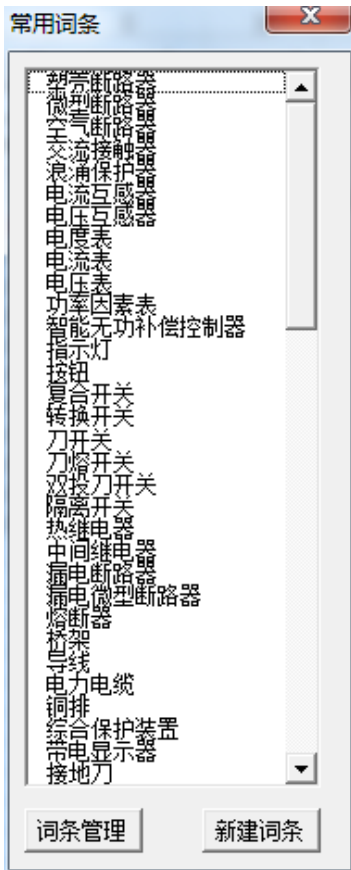 常用词条
塑壳断路器
微型断路器
空气断路器
交流接触器
浪涌保护器
电流互感器
电压互感器
电度表
电流表
电压表
功率因素表
智能无功补偿控制器
指示灯
按钮
复合开关
转换开关
刀开关
刀熔开关
双投刀开关
隔离开关
热继电器
中间继电器
漏电断路器
漏电微型断路器
熔断器
桥架
导线
电力电缆
铜排
综合保护装置
带电显示器
接地刀
词条管理 新建词条